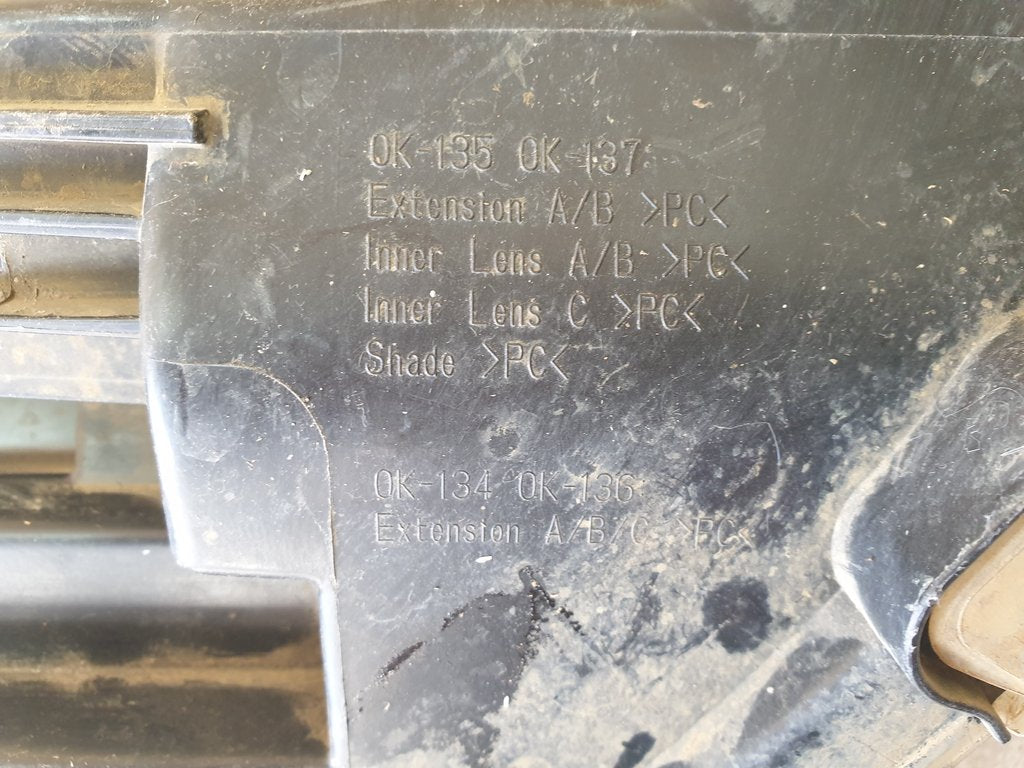 OK-135 OK-137
Extension A/B >PC<
Inner Lens A/B >PC<
Inner Lens C >PC<
Shade >PC<
OK-134 OK-136
Extension A/B/C >PC<